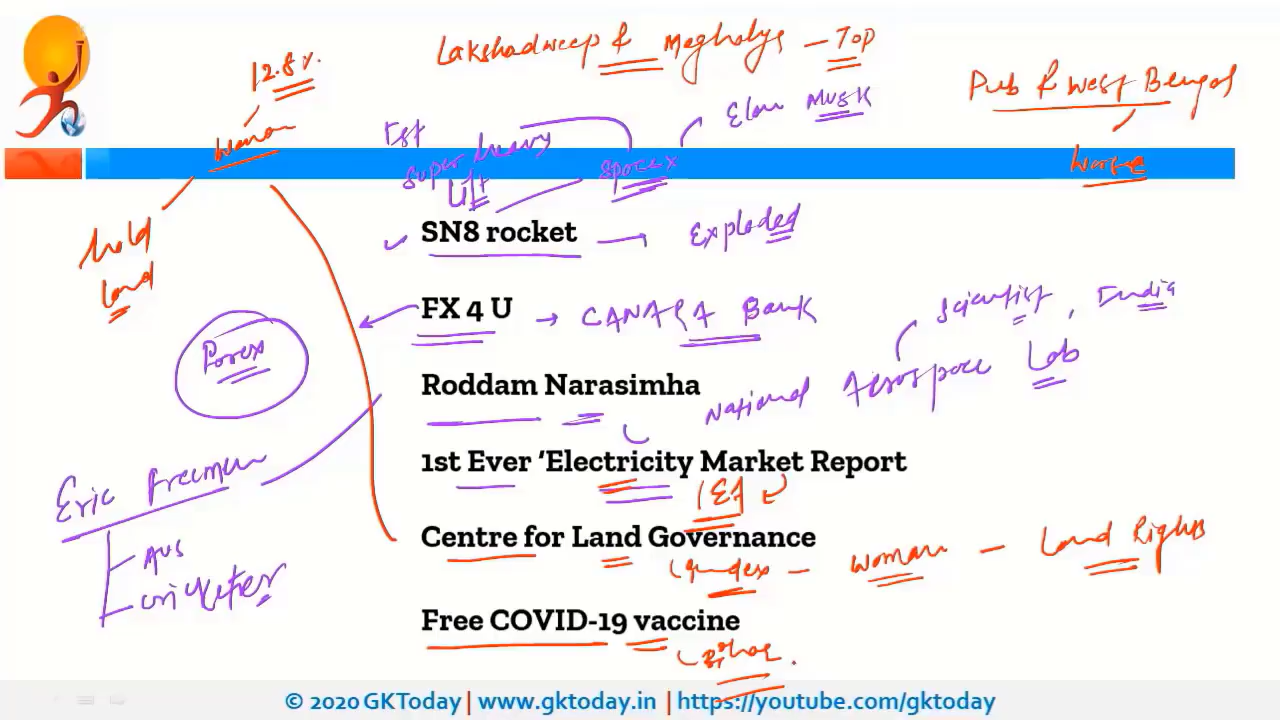 Lakshadweep & Meghalya - Top
12.8 %.
Pub & West Bengal
Elon Musk
1st
Woman
Super heavy
Spacex
Worse
Lift
SN8 rocket → Exploded
hold
Land
Scientist, India
FX 4 U → CANARA Bank
Forex
Roddam Narasimha
National Aerospace Lab
1st Ever ‘Electricity Market Report
Eric Freeman
IEA
Centre for Land Governance
AUS
Index - woman - Land Rights
cricketer
Free COVID-19 vaccine
© 2020 GKToday | www.gktoday.in | https://youtube.com/gktoday